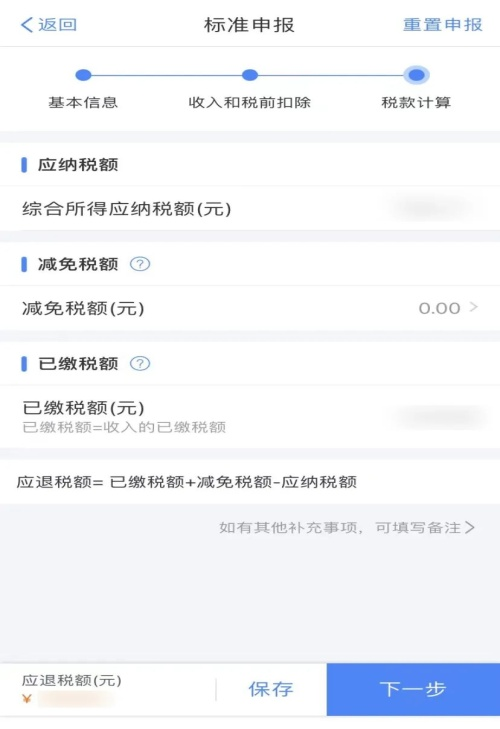 返回
标准申报
重置申报
基本信息
收入和税前扣除
税款计算
应纳税额
综合所得应纳税额(元)
减免税额 ?
减免税额(元)
0.00
已缴税额 ?
已缴税额(元)
已缴税额=收入的已缴税额
应退税额= 已缴税额+减免税额-应纳税额
如有其他补充事项，可填写备注
应退税额(元)
¥
保存
下一步